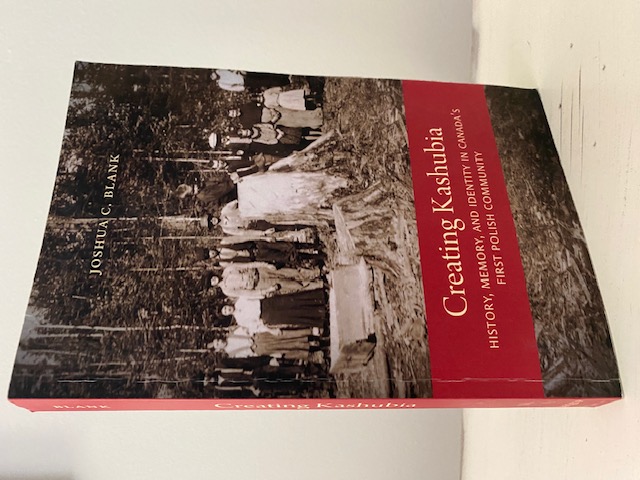 JOSHUA C. BLANK
Creating Kashubia
HISTORY, MEMORY, AND IDENTITY IN CANADA'S
FIRST POLISH COMMUNITY
BLANK
Creating Kashubia